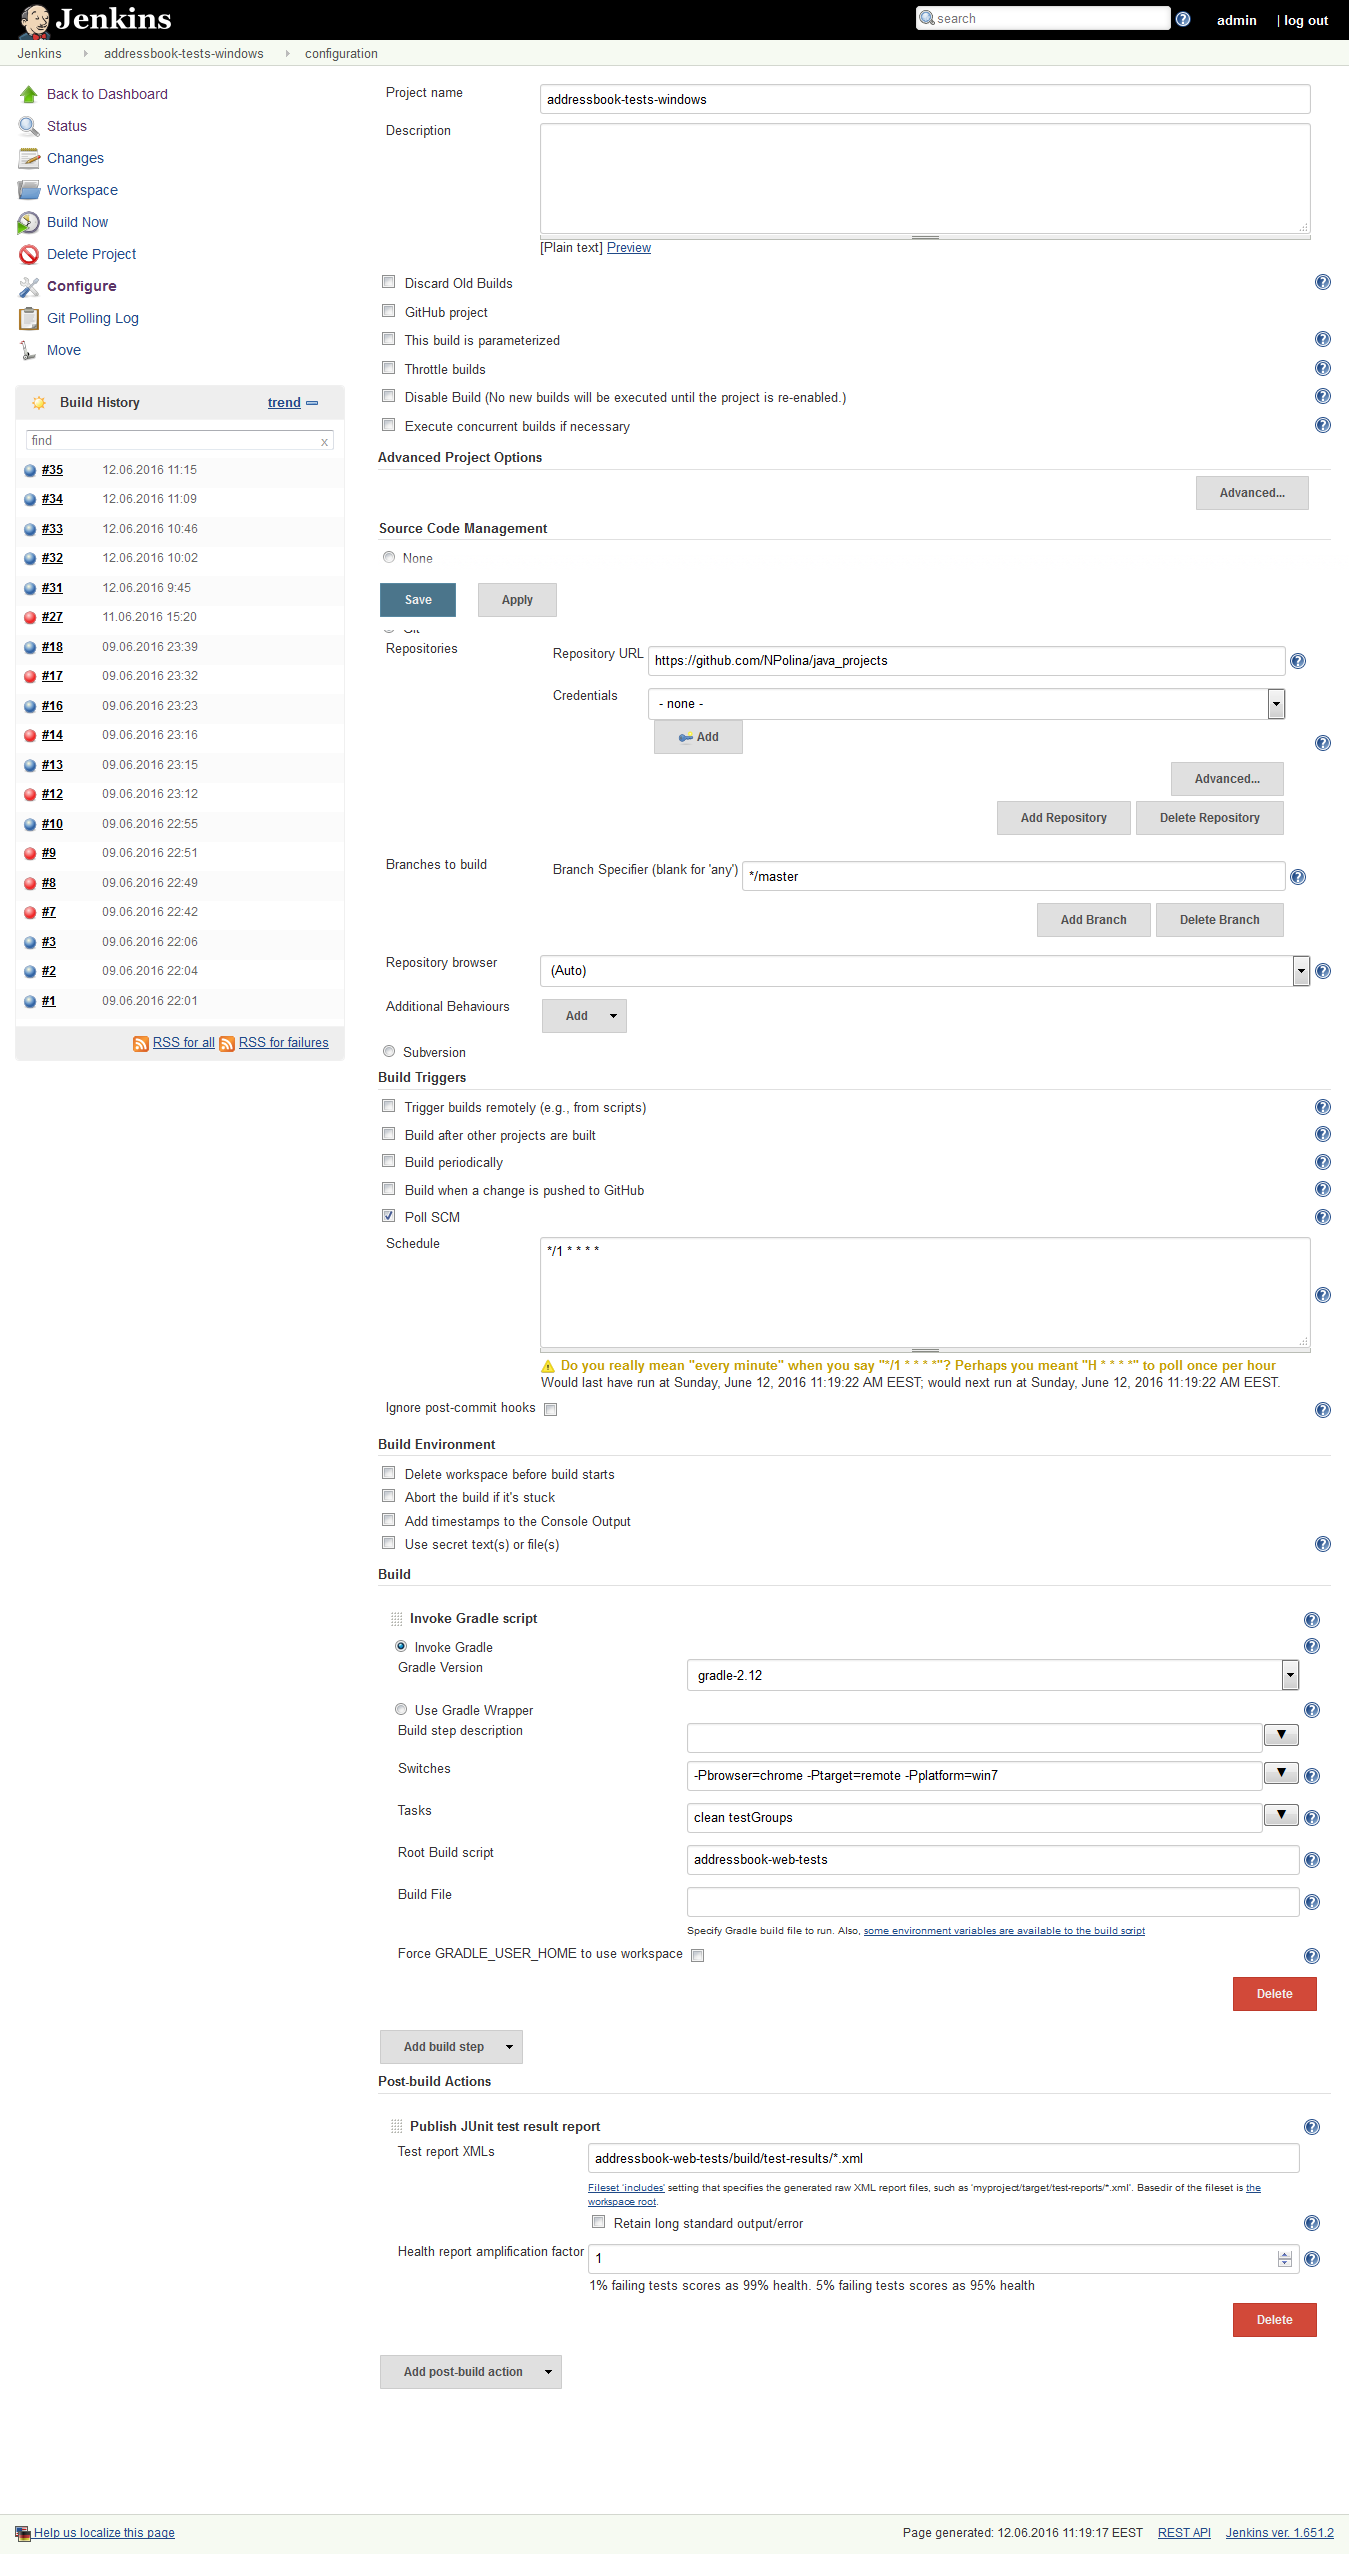 Jenkins
search
admin
| log out
Jenkins
addressbook-tests-windows
configuration
Back to Dashboard
Status
Changes
Workspace
Build Now
Delete Project
Configure
Git Polling Log
Move
Build History
trend
find
x
#35 12.06.2016 11:15
#34 12.06.2016 11:09
#33 12.06.2016 10:46
#32 12.06.2016 10:02
#31 12.06.2016 9:45
#27 11.06.2016 15:20
#18 09.06.2016 23:39
#17 09.06.2016 23:32
#16 09.06.2016 23:23
#14 09.06.2016 23:16
#13 09.06.2016 23:15
#12 09.06.2016 23:12
#10 09.06.2016 22:55
#9 09.06.2016 22:51
#8 09.06.2016 22:49
#7 09.06.2016 22:42
#3 09.06.2016 22:06
#2 09.06.2016 22:04
#1 09.06.2016 22:01
RSS for all RSS for failures
Project name
addressbook-tests-windows
Description
[Plain text] Preview
Discard Old Builds
GitHub project
This build is parameterized
Throttle builds
Disable Build (No new builds will be executed until the project is re-enabled.)
Execute concurrent builds if necessary
Advanced Project Options
Advanced...
Source Code Management
None
Save
Apply
Git
Repositories
Repository URL
https://github.com/NPolina/java_projects
Credentials
- none -
Add
Advanced...
Add Repository
Delete Repository
Branches to build
Branch Specifier (blank for 'any')
*/master
Add Branch
Delete Branch
Repository browser
(Auto)
Additional Behaviours
Add
Subversion
Build Triggers
Trigger builds remotely (e.g., from scripts)
Build after other projects are built
Build periodically
Build when a change is pushed to GitHub
Poll SCM
Schedule
*/1 * * * *
Do you really mean "every minute" when you say "*/1 * * * *"? Perhaps you meant "H * * * *" to poll once per hour
Would last have run at Sunday, June 12, 2016 11:19:22 AM EEST; would next run at Sunday, June 12, 2016 11:19:22 AM EEST.
Ignore post-commit hooks
Build Environment
Delete workspace before build starts
Abort the build if it's stuck
Add timestamps to the Console Output
Use secret text(s) or file(s)
Build
Invoke Gradle script
Invoke Gradle
Gradle Version
gradle-2.12
Use Gradle Wrapper
Build step description
Switches
-Pbrowser=chrome -Ptarget=remote -Pplatform=win7
Tasks
clean testGroups
Root Build script
addressbook-web-tests
Build File
Specify Gradle build file to run. Also, some environment variables are available to the build script
Force GRADLE_USER_HOME to use workspace
Delete
Add build step
Post-build Actions
Publish JUnit test result report
Test report XMLs
addressbook-web-tests/build/test-results/*.xml
Fileset 'includes' setting that specifies the generated raw XML report files, such as 'myproject/target/test-reports/*.xml'. Basedir of the fileset is the
workspace root.
Retain long standard output/error
Health report amplification factor
1
1% failing tests scores as 99% health. 5% failing tests scores as 95% health
Delete
Add post-build action
Help us localize this page
Page generated: 12.06.2016 11:19:17 EEST
REST API
Jenkins ver. 1.651.2